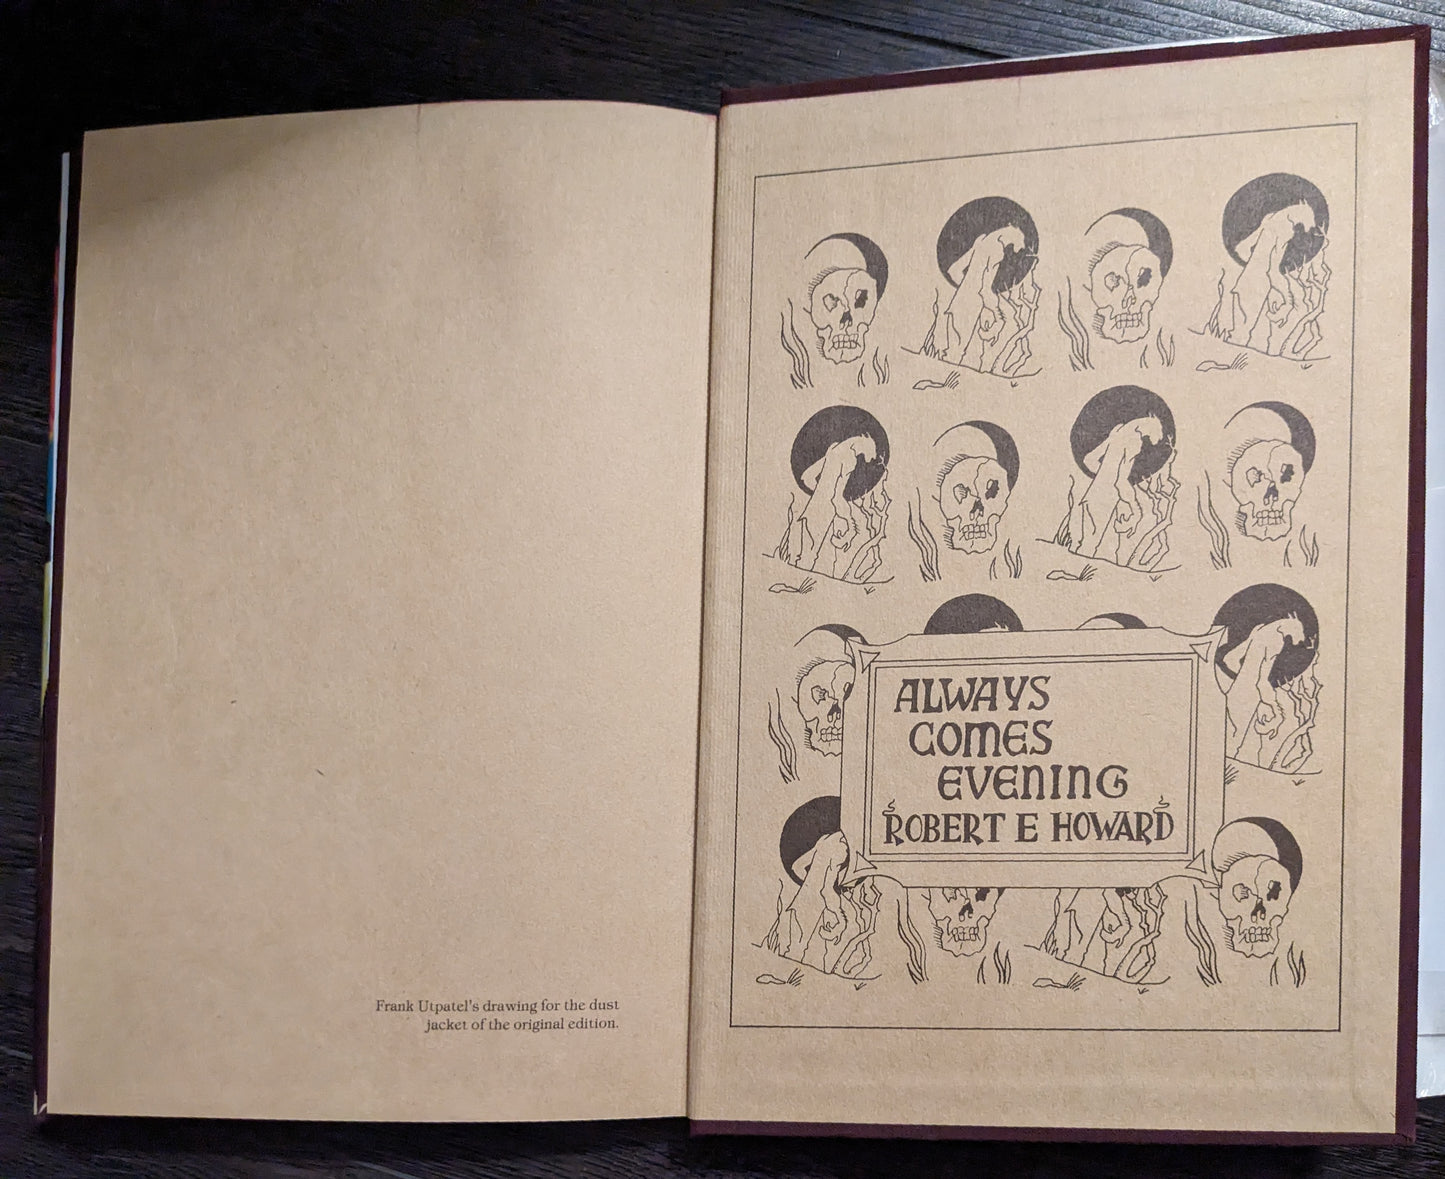 Frank Utpatel's drawing for the dust
jacket of the original edition.
ALWAYS
COMES
EVENING
ROBERT E HOWARD